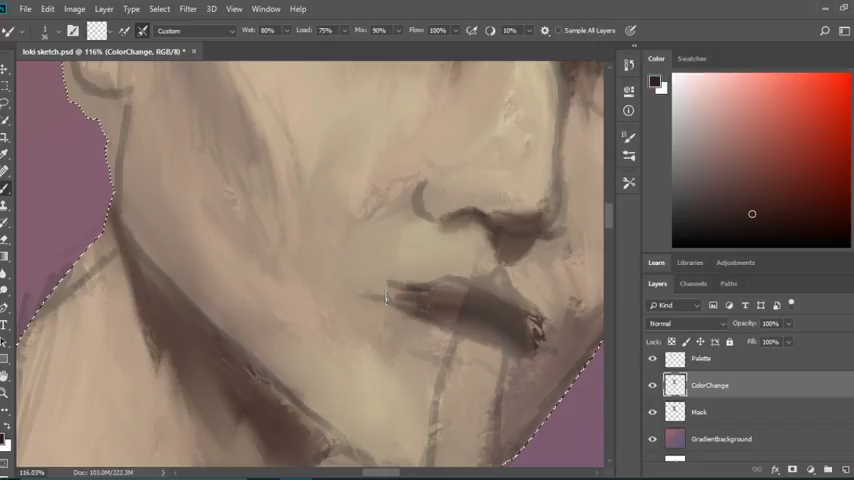 File Edit Image Layer Type Select Filter 3D View Window Help
Custom Wet: 80% Load: 75% Mix: 90% Flow: 100% 10% Sample All Layers
36
loki sketch.psd @ 116% (ColorChange, RGB/8) * ×
Color Swatches
Learn Libraries Adjustments
Layers Channels Paths
Kind
Normal Opacity: 100%
Lock: Fill: 100%
Palette
ColorChange
Mask
Gradientbackground
116.03% Doc: 103.0M/222.3M
fx